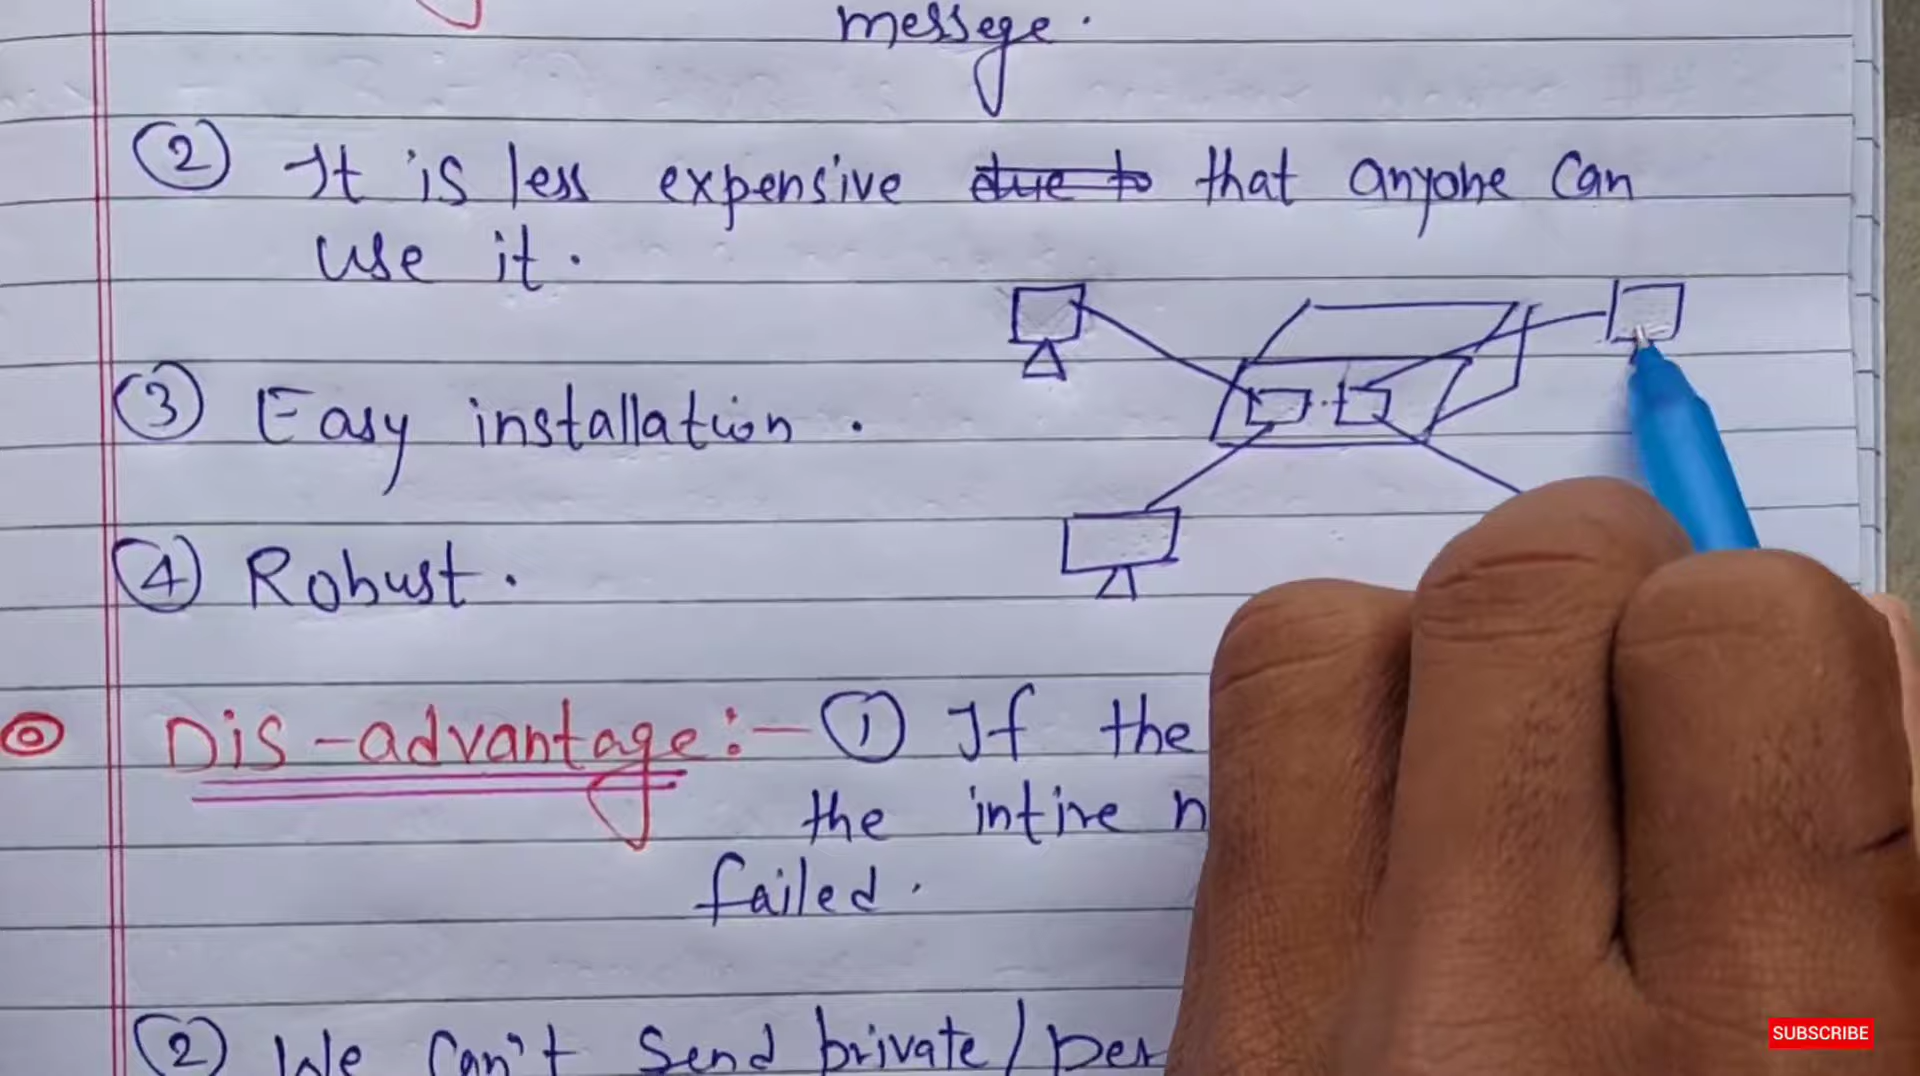 messege.
② It is less expensive due to that anyone can
use it.
③ Easy installation.
④ Robust.
Dis-advantage:- ① If the
the intire
failed.
② We can't send private/
SUBSCRIBE